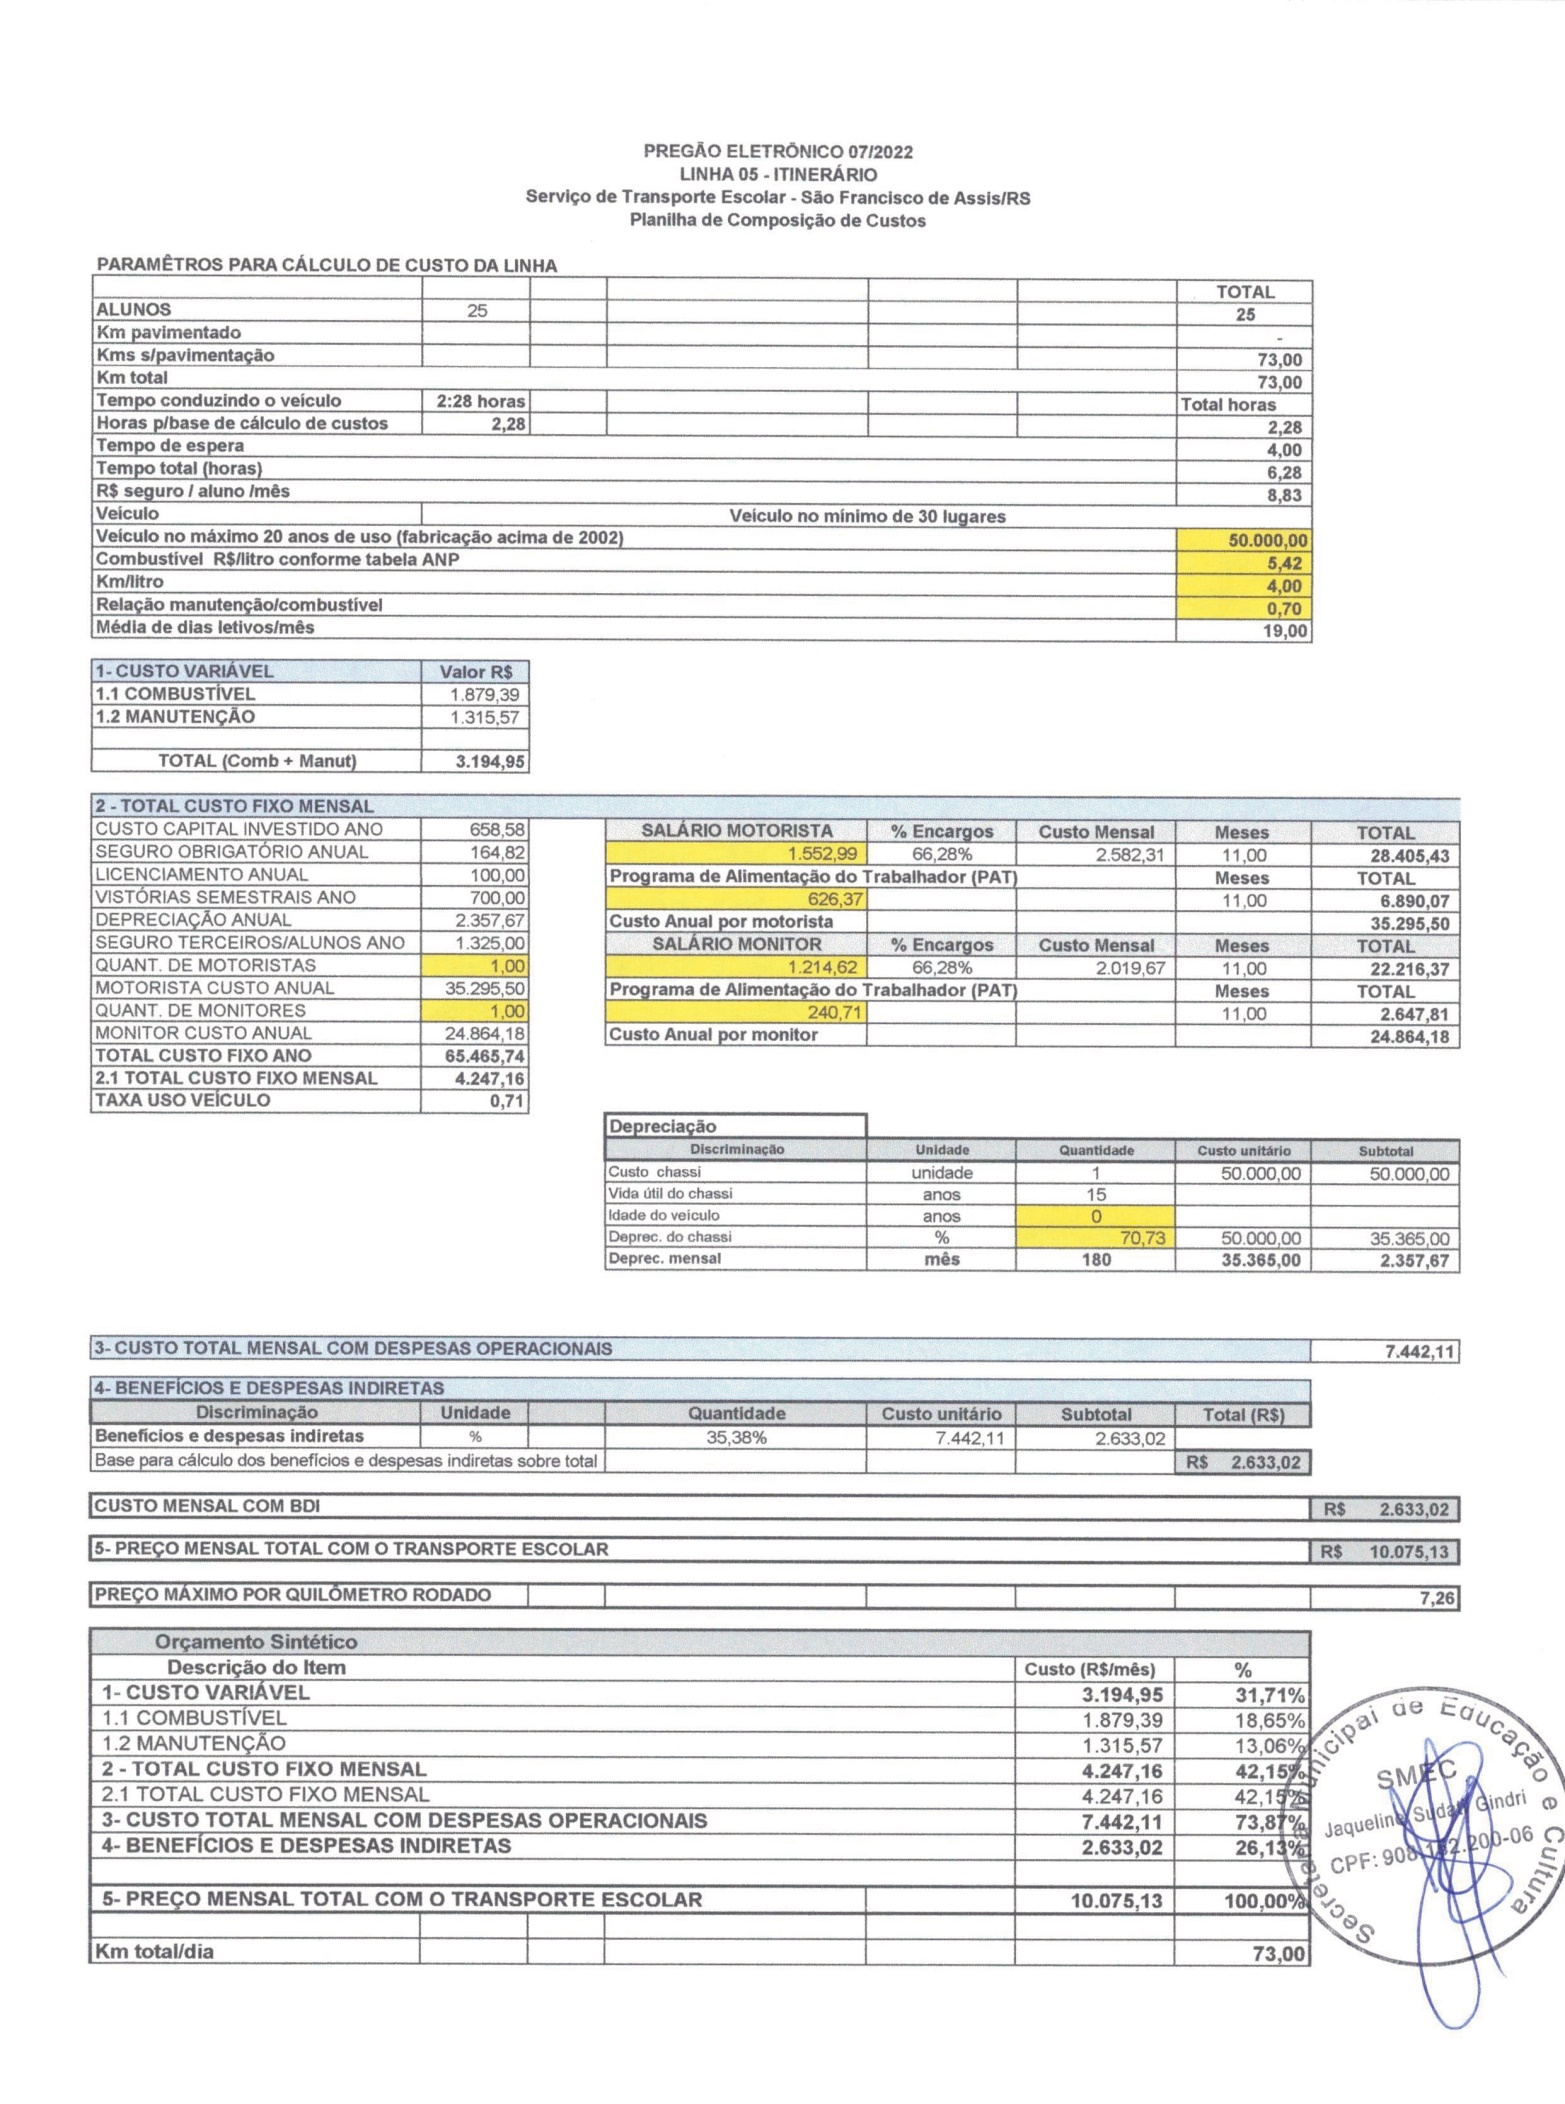 PREGÃO ELETRÔNICO 07/2022
LINHA 05 - ITINERÁRIO
Serviço de Transporte Escolar - São Francisco de Assis/RS
Planilha de Composição de Custos
PARAMÊTROS PARA CÁLCULO DE CUSTO DA LINHA
TOTAL
ALUNOS 25 25
Km pavimentado -
Kms s/pavimentação 73,00
Km total 73,00
Tempo conduzindo o veículo 2:28 horas Total horas
Horas p/base de cálculo de custos 2,28 2,28
Tempo de espera 4,00
Tempo total (horas) 6,28
R$ seguro / aluno /mês 8,83
Veículo Veículo no mínimo de 30 lugares
Veículo no máximo 20 anos de uso (fabricação acima de 2002) 50.000,00
Combustível R$/litro conforme tabela ANP 5,42
Km/litro 4,00
Relação manutenção/combustível 0,70
Média de dias letivos/mês 19,00
1- CUSTO VARIÁVEL Valor R$
1.1 COMBUSTÍVEL 1.879,39
1.2 MANUTENÇÃO 1.315,57
TOTAL (Comb + Manut) 3.194,95
2 - TOTAL CUSTO FIXO MENSAL
CUSTO CAPITAL INVESTIDO ANO 658,58 SALÁRIO MOTORISTA % Encargos Custo Mensal Meses TOTAL
SEGURO OBRIGATÓRIO ANUAL 164,82 1.552,99 66,28% 2.582,31 11,00 28.405,43
LICENCIAMENTO ANUAL 100,00 Programa de Alimentação do Trabalhador (PAT) Meses TOTAL
VISTÓRIAS SEMESTRAIS ANO 700,00 626,37 11,00 6.890,07
DEPRECIAÇÃO ANUAL 2.357,67 Custo Anual por motorista 35.295,50
SEGURO TERCEIROS/ALUNOS ANO 1.325,00 SALÁRIO MONITOR % Encargos Custo Mensal Meses TOTAL
QUANT. DE MOTORISTAS 1,00 1.214,62 66,28% 2.019,67 11,00 22.216,37
MOTORISTA CUSTO ANUAL 35.295,50 Programa de Alimentação do Trabalhador (PAT) Meses TOTAL
QUANT. DE MONITORES 1,00 240,71 11,00 2.647,81
MONITOR CUSTO ANUAL 24.864,18 Custo Anual por monitor 24.864,18
TOTAL CUSTO FIXO ANO 65.465,74
2.1 TOTAL CUSTO FIXO MENSAL 4.247,16
TAXA USO VEÍCULO 0,71
Depreciação
Discriminação Unidade Quantidade Custo unitário Subtotal
Custo chassi unidade 1 50.000,00 50.000,00
Vida útil do chassi anos 15
Idade do veículo anos 0
Deprec. do chassi % 70,73 50.000,00 35.365,00
Deprec. mensal mês 180 35.365,00 2.357,67
3- CUSTO TOTAL MENSAL COM DESPESAS OPERACIONAIS 7.442,11
4- BENEFÍCIOS E DESPESAS INDIRETAS
Discriminação Unidade Quantidade Custo unitário Subtotal Total (R$)
Benefícios e despesas indiretas % 35,38% 7.442,11 2.633,02
Base para cálculo dos benefícios e despesas indiretas sobre total R$ 2.633,02
CUSTO MENSAL COM BDI R$ 2.633,02
5- PREÇO MENSAL TOTAL COM O TRANSPORTE ESCOLAR R$ 10.075,13
PREÇO MÁXIMO POR QUILÔMETRO RODADO 7,26
Orçamento Sintético
Descrição do Item Custo (R$/mês) %
1- CUSTO VARIÁVEL 3.194,95 31,71%
1.1 COMBUSTÍVEL 1.879,39 18,65%
1.2 MANUTENÇÃO 1.315,57 13,06%
2 - TOTAL CUSTO FIXO MENSAL 4.247,16 42,15%
2.1 TOTAL CUSTO FIXO MENSAL 4.247,16 42,15%
3- CUSTO TOTAL MENSAL COM DESPESAS OPERACIONAIS 7.442,11 73,87%
4- BENEFÍCIOS E DESPESAS INDIRETAS 2.633,02 26,13%
5- PREÇO MENSAL TOTAL COM O TRANSPORTE ESCOLAR 10.075,13 100,00%
Km total/dia 73,00
Secretaria Municipal de Educação e Cultura
SMEC
Jaqueline Gindri
CPF: